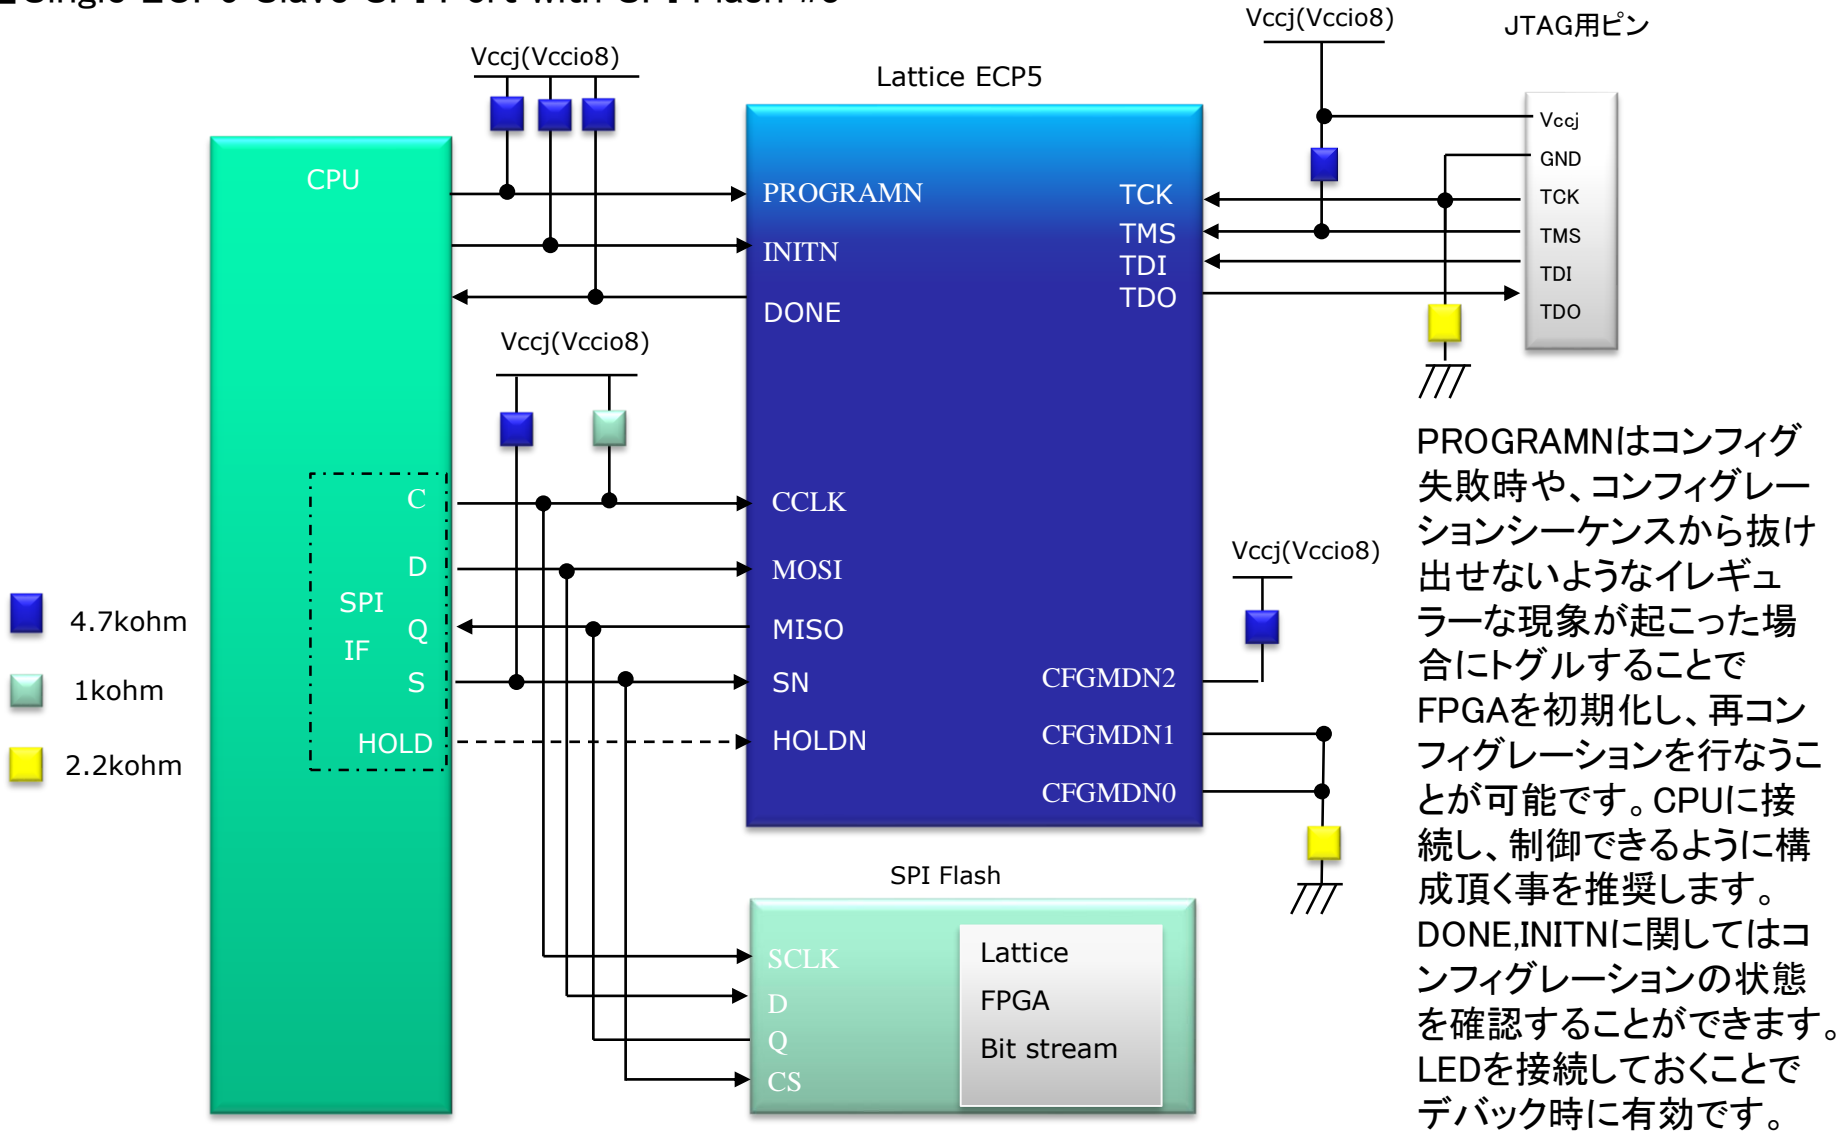 Vccj(Vccio8)
JTAG用ピン
Vccj(Vccio8)
Lattice ECP5
CPU
PROGRAMN
INITN
DONE
TCK
TMS
TDI
TDO
Vccj
GND
TCK
TMS
TDI
TDO
Vccj(Vccio8)
C
D
Q
S
HOLD
SPI
IF
CCLK
MOSI
MISO
SN
HOLDN
Vccj(Vccio8)
CFGMDN2
CFGMDN1
CFGMDN0
4.7kohm
1kohm
2.2kohm
SPI Flash
SCLK
D
Q
CS
Lattice
FPGA
Bit stream
PROGRAMNはコンフィグ
失敗時や、コンフィグレー
ションシーケンスから抜け
出せないようなイレギュ
ラーな現象が起こった場
合にトグルすることで
FPGAを初期化し、再コン
フィグレーションを行なうこ
とが可能です。CPUに接
続し、制御できるように構
成頂く事を推奨します。
DONE,INITNに関してはコ
ンフィグレーションの状態
を確認することができます。
LEDを接続しておくことで
デバック時に有効です。